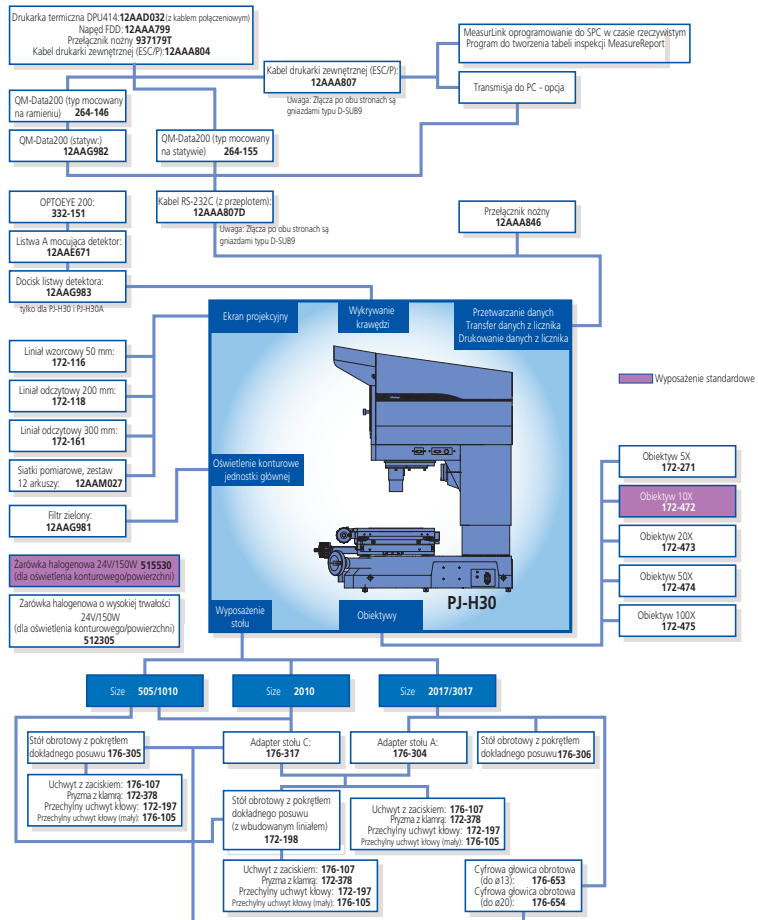 Drukarka termiczna DPU414:12AAD032(z kablem połączeniowym)
Napęd FDD: 12AAA799
Przełącznik nożny 937179T
Kabel drukarki zewnętrznej (ESC/P):12AAA804
MeasurLink oprogramowanie do SPC w czasie rzeczywistym
Program do tworzenia tabeli inspekcji MeasureReport
Kabel drukarki zewnętrznej (ESC/P):
12AAA807
Uwaga: Złącza po obu stronach są
gniazdami typu D-SUB9
Transmisja do PC - opcja
QM-Data200 (typ mocowany
na ramieniu) 264-146
QM-Data200 (statyw:)
12AAG982
QM-Data200 (typ mocowany
na statywie) 264-155
OPTOEYE 200:
332-151
Kabel RS-232C (z przeplotem):
12AAA807D
Uwaga: Złącza po obu stronach są
gniazdami typu D-SUB9
Przełącznik nożny
12AAA846
Listwa A mocująca detektor:
12AAE671
Docisk listwy detektora:
12AAG983
tylko dla PJ-H30 i PJ-H30A
Ekran projekcyjny
Wykrywanie
krawędzi
Przetwarzanie danych
Transfer danych z licznika
Drukowanie danych z licznika
Liniał wzorcowy 50 mm:
172-116
Liniał odczytowy 200 mm:
172-118
Liniał odczytowy 300 mm:
172-161
Siatki pomiarowe, zestaw
12 arkuszy: 12AAM027
Filtr zielony:
12AAG981
Oświetlenie konturowe
jednostki głównej
Wyposażenie standardowe
Obiektyw 5X
172-271
Obiektyw 10X
172-472
Obiektyw 20X
172-473
Obiektyw 50X
172-474
Obiektyw 100X
172-475
Żarówka halogenowa 24V/150W 515530
(dla oświetlenia konturowego/powierzchni)
Żarówka halogenowa o wysokiej trwałości
24V/150W
(dla oświetlenia konturowego/powierzchni)
512305
PJ-H30
Wyposażenie
stołu
Obiektywy
Size 505/1010
Size 2010
Size 2017/3017
Stół obrotowy z pokrętłem
dokładnego posuwu 176-305
Adapter stołu C:
176-317
Adapter stołu A:
176-304
Stół obrotowy z pokrętłem
dokładnego posuwu 176-306
Uchwyt z zaciskiem: 176-107
Pryzma z klamrą: 172-378
Przechylny uchwyt kłowy: 172-197
Przechylny uchwyt kłowy (mały): 176-105
Stół obrotowy z pokrętłem
dokładnego posuwu
(z wbudowanym liniałem)
172-198
Uchwyt z zaciskiem: 176-107
Pryzma z klamrą: 172-378
Przechylny uchwyt kłowy: 172-197
Przechylny uchwyt kłowy (mały): 176-105
Uchwyt z zaciskiem: 176-107
Pryzma z klamrą: 172-378
Przechylny uchwyt kłowy: 172-197
Przechylny uchwyt kłowy (mały): 176-105
Cyfrowa głowica obrotowa
(do ø13): 176-653
Cyfrowa głowica obrotowa
(do ø20): 176-654